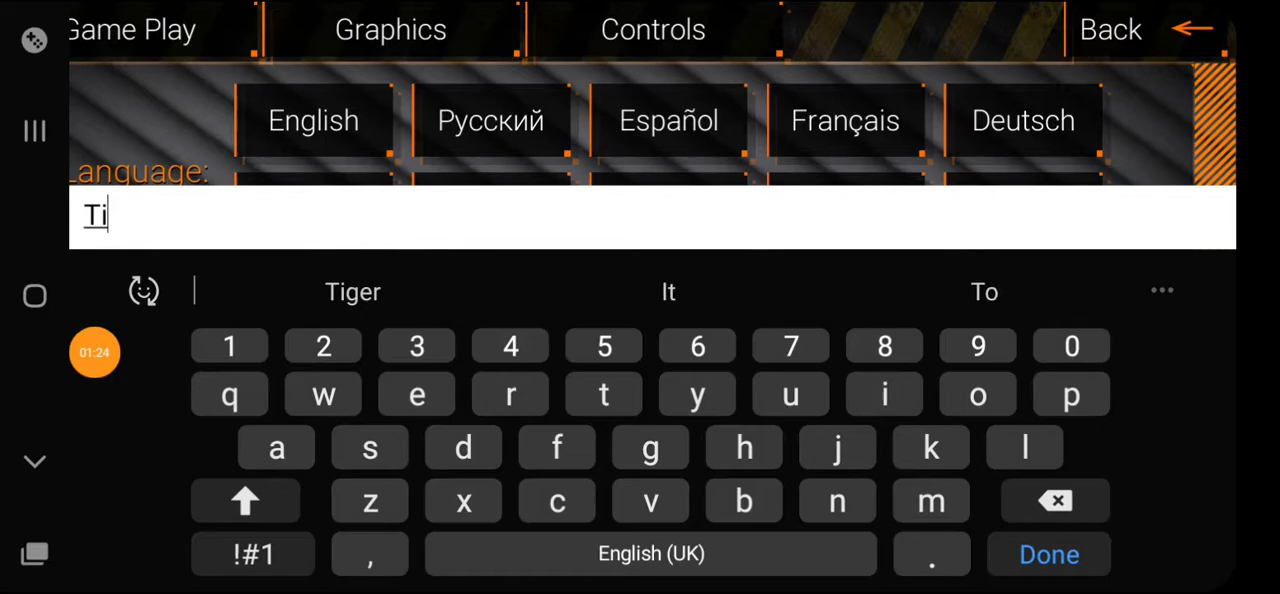 Game Play Graphics Controls Back
English Русский Español Français Deutsch
Language:
Ti
Tiger It To
01:24
1 2 3 4 5 6 7 8 9 0
q w e r t y u i o p
a s d f g h j k l
z x c v b n m
!#1 , English (UK) . Done